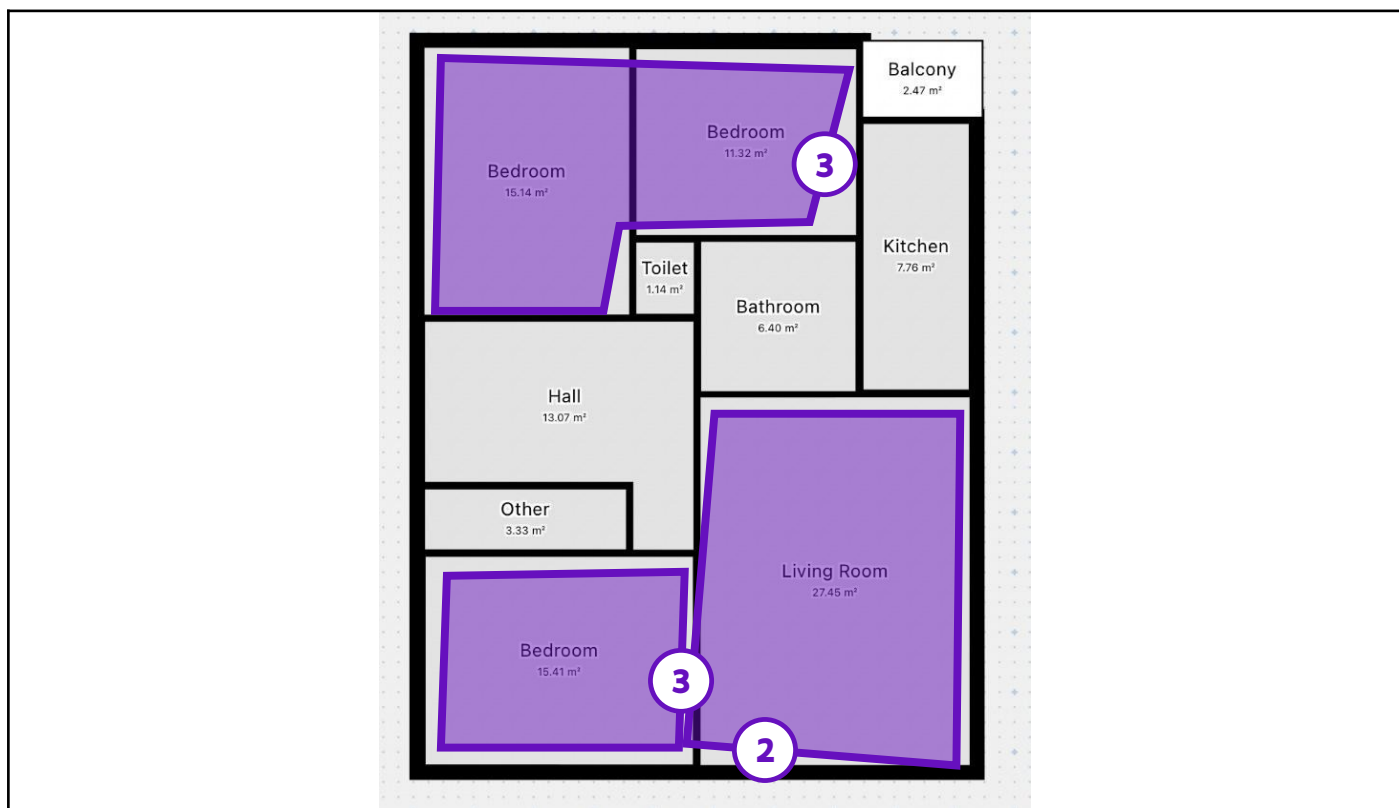 Balcony
2.47 m²
Bedroom
11.32 m²
3
Bedroom
15.14 m²
Kitchen
7.76 m²
Toilet
1.14 m²
Bathroom
6.40 m²
Hall
13.07 m²
Other
3.33 m²
Living Room
27.45 m²
Bedroom
15.41 m²
3
2